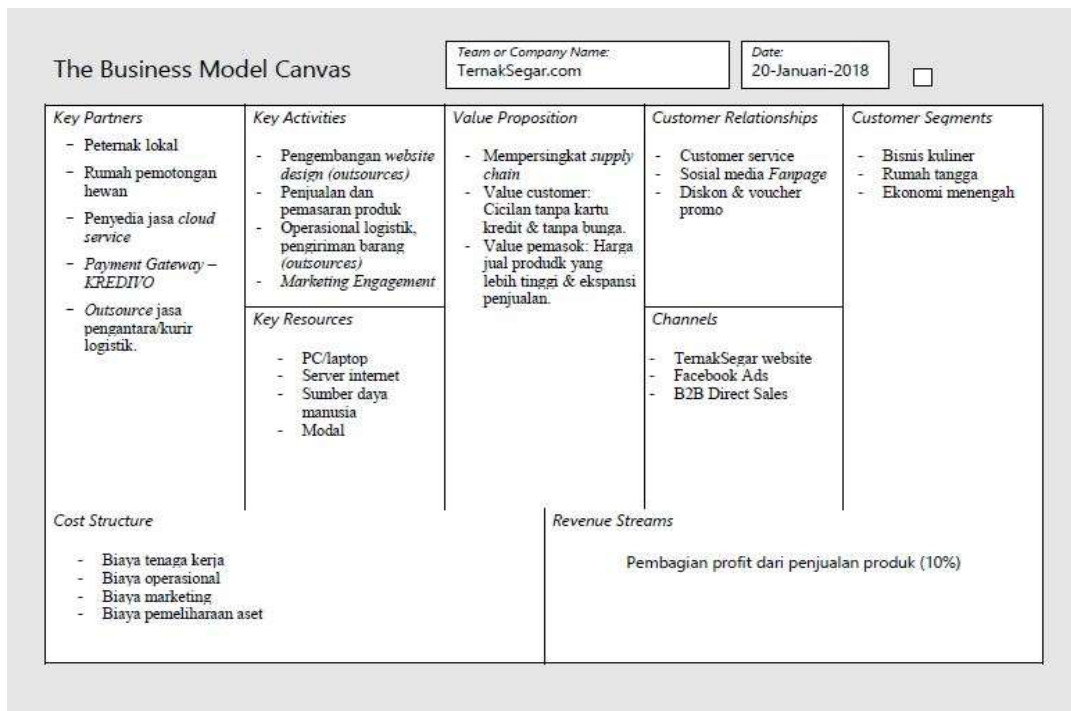 The Business Model Canvas
Team or Company Name:
TernakSegar.com
Date:
20-Januari-2018
Key Partners
- Peternak lokal
- Rumah pemotongan
hewan
- Penyedia jasa cloud
service
- Payment Gateway –
KREDIVO
- Outsource jasa
pengantara/kurir
logistik.
Key Activities
- Pengembangan website
design (outsources)
- Penjualan dan
pemasaran produk
- Operasional logistik,
pengiriman barang
(outsources)
- Marketing Engagement
Key Resources
- PC/laptop
- Server internet
- Sumber daya
manusia
- Modal
Value Proposition
- Mempersingkat supply
chain
- Value customer:
Cicilan tanpa kartu
kredit & tanpa bunga.
- Value pemasok: Harga
jual produdk yang
lebih tinggi & ekspansi
penjualan.
Customer Relationships
- Customer service
- Sosial media Fanpage
- Diskon & voucher
promo
Channels
- TernakSegar website
- Facebook Ads
- B2B Direct Sales
Customer Segments
- Bisnis kuliner
- Rumah tangga
- Ekonomi menengah
Cost Structure
- Biaya tenaga kerja
- Biaya operasional
- Biaya marketing
- Biaya pemeliharaan aset
Revenue Streams
Pembagian profit dari penjualan produk (10%)